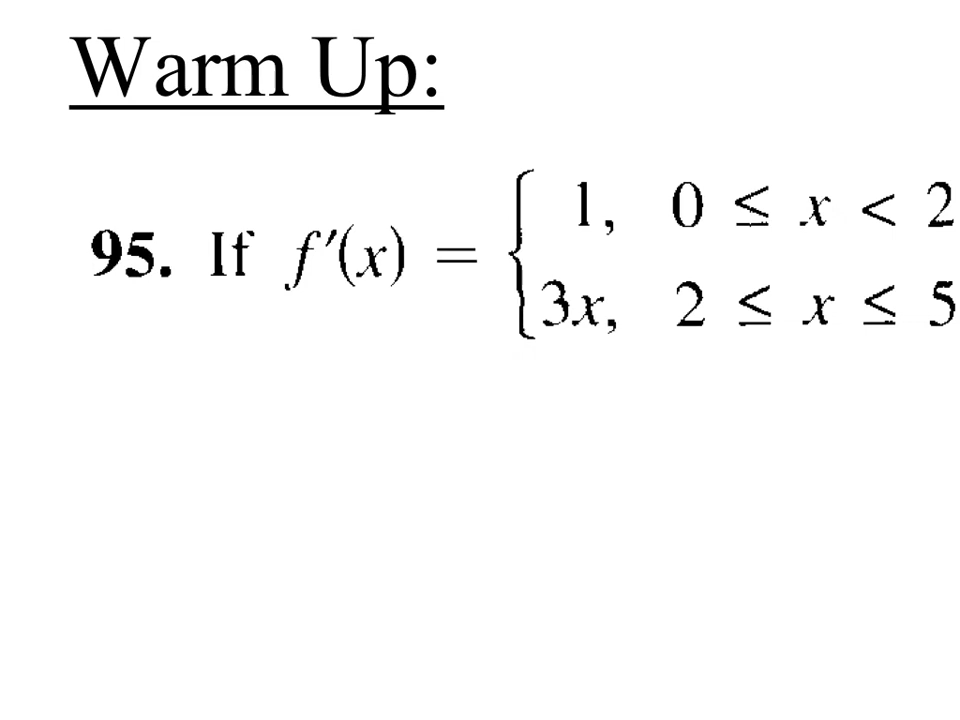 Warm Up:
95. If f′(x) = { 1, 0 ≤ x < 2
3x, 2 ≤ x ≤ 5